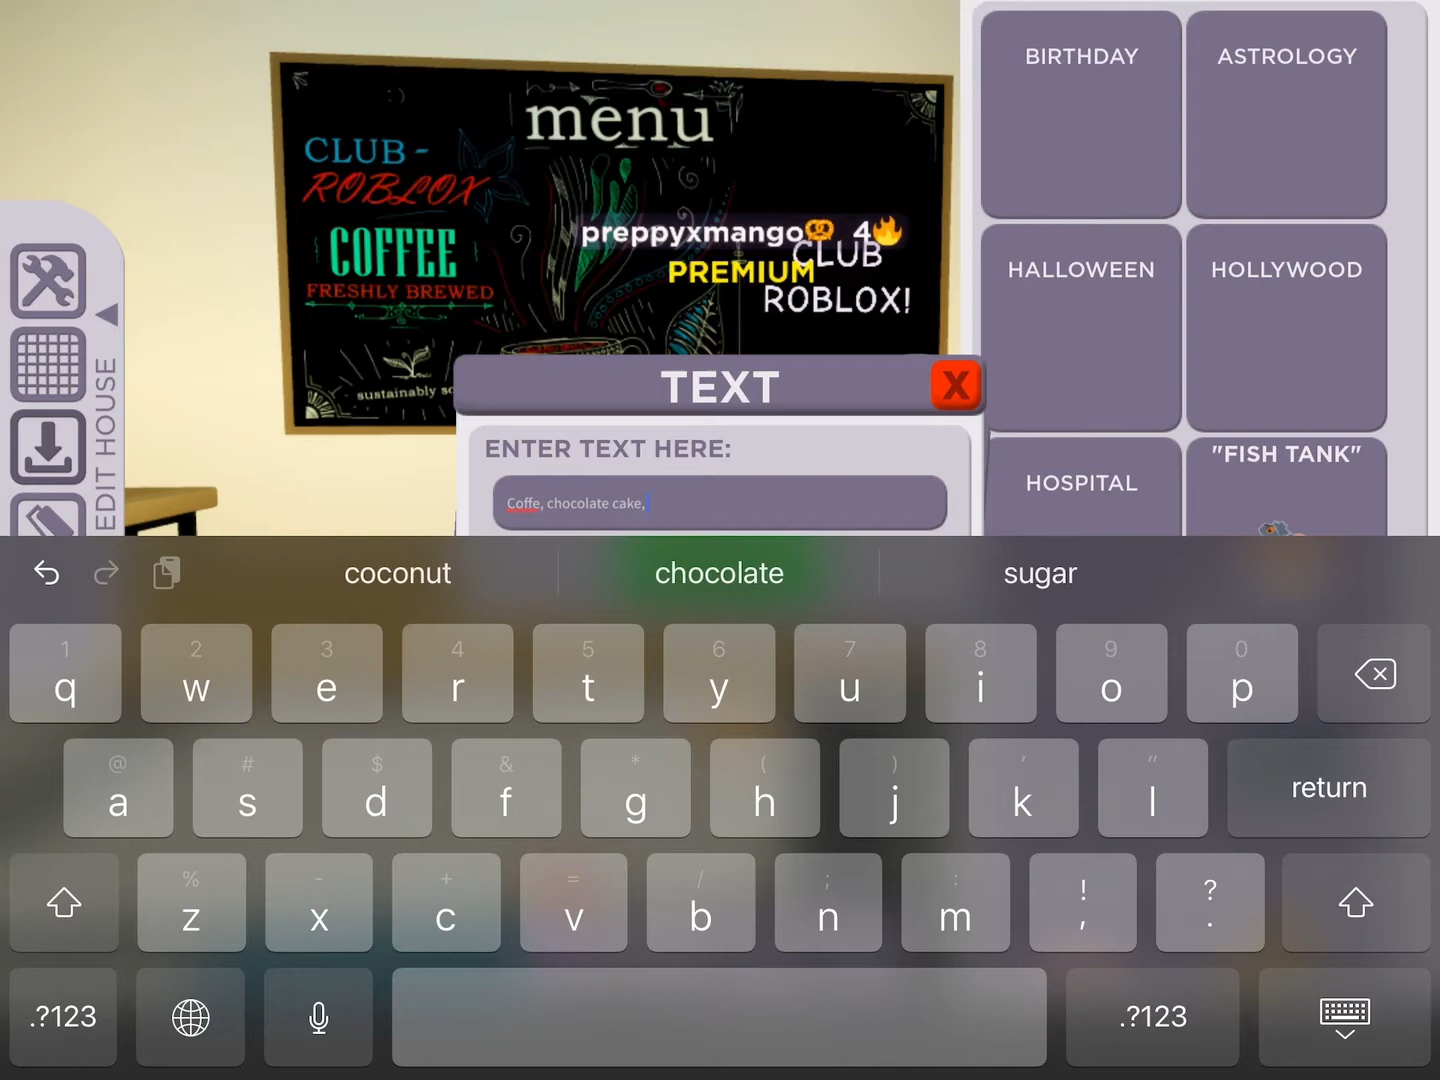 BIRTHDAY
ASTROLOGY
menu
CLUB -
ROBLOX
COFFEE
FRESHLY BREWED
preppyxmango🥨 4🔥
PREMIUM
CLUB
ROBLOX!
HALLOWEEN
HOLLYWOOD
EDIT HOUSE
sustainably
TEXT
X
ENTER TEXT HERE:
Coffe, chocolate cake,
HOSPITAL
"FISH TANK"
coconut
chocolate
sugar
1 2 3 4 5 6 7 8 9 0
q w e r t y u i o p
@ # $ & * ( ) ' "
a s d f g h j k l
return
% - + = / ; : ! ?
z x c v b n m , .
.?123
.?123